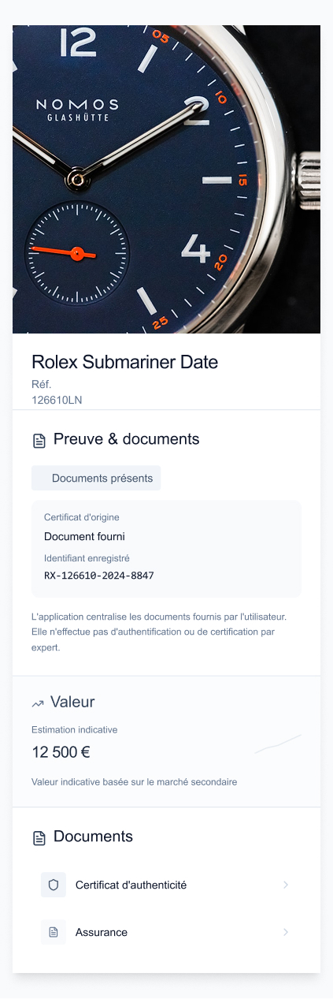 12
05
10
NOMOS
GLASHÜTTE
2
15
4
20
25
Rolex Submariner Date
Réf.
126610LN
Preuve & documents
Documents présents
Certificat d'origine
Document fourni
Identifiant enregistré
RX-126610-2024-8847
L'application centralise les documents fournis par l'utilisateur.
Elle n'effectue pas d'authentification ou de certification par
expert.
Valeur
Estimation indicative
12 500 €
Valeur indicative basée sur le marché secondaire
Documents
Certificat d'authenticité
Assurance